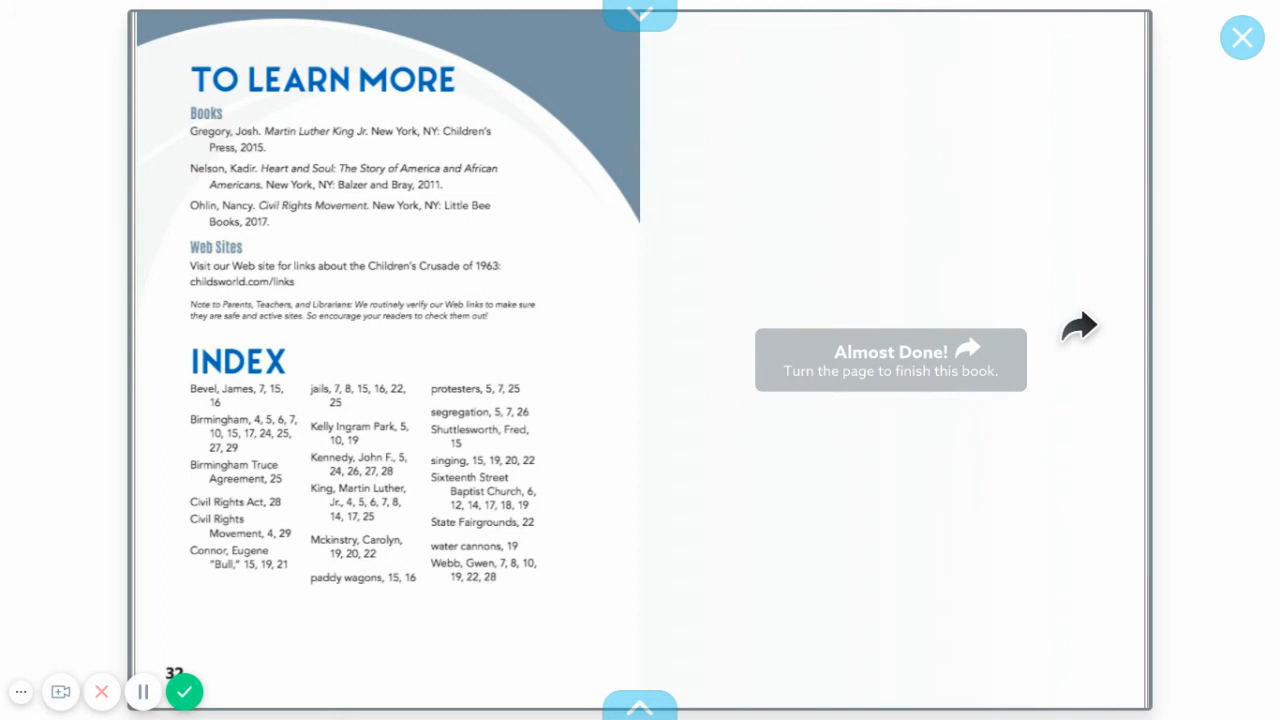 TO LEARN MORE
Books
Gregory, Josh. Martin Luther King Jr. New York, NY: Children's
Press, 2015.
Nelson, Kadir. Heart and Soul: The Story of America and African
Americans. New York, NY: Balzer and Bray, 2011.
Ohlin, Nancy. Civil Rights Movement. New York, NY: Little Bee
Books, 2017.
Web Sites
Visit our Web site for links about the Children's Crusade of 1963:
childsworld.com/links
Note to Parents, Teachers, and Librarians: We routinely verify our Web links to make sure
they are safe and active sites. So encourage your readers to check them out!
INDEX
Bevel, James, 7, 15,
16
Birmingham, 4, 5, 6, 7,
10, 15, 17, 24, 25,
27, 29
Birmingham Truce
Agreement, 25
Civil Rights Act, 28
Civil Rights
Movement, 4, 29
Connor, Eugene
"Bull," 15, 19, 21
jails, 7, 8, 15, 16, 22,
25
Kelly Ingram Park, 5,
10, 19
Kennedy, John F., 5,
24, 26, 27, 28
King, Martin Luther,
Jr., 4, 5, 6, 7, 8,
14, 17, 25
Mckinstry, Carolyn,
19, 20, 22
paddy wagons, 15, 16
protesters, 5, 7, 25
segregation, 5, 7, 26
Shuttlesworth, Fred,
15
singing, 15, 19, 20, 22
Sixteenth Street
Baptist Church, 6,
12, 14, 17, 18, 19
State Fairgrounds, 22
water cannons, 19
Webb, Gwen, 7, 8, 10,
19, 22, 28
32
Almost Done!
Turn the page to finish this book.